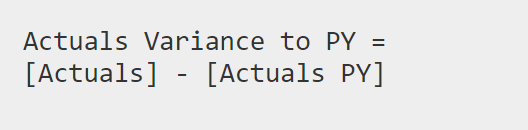 Actuals Variance to PY =
[Actuals] - [Actuals PY]